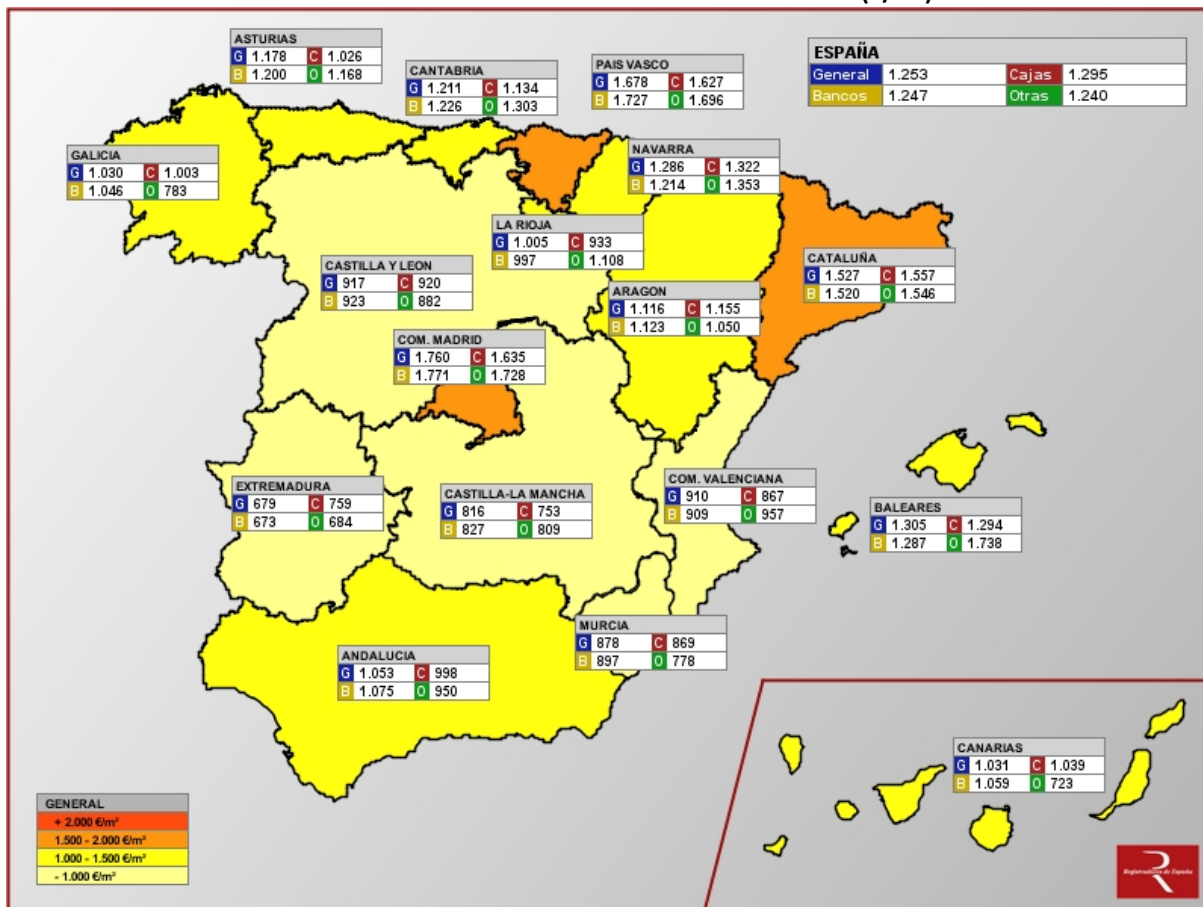 ASTURIAS
G 1.178 C 1.026
B 1.200 O 1.168
CANTABRIA
G 1.211 C 1.134
B 1.226 O 1.303
PAIS VASCO
G 1.678 C 1.627
B 1.727 O 1.696
ESPAÑA
General 1.253 Cajas 1.295
Bancos 1.247 Otras 1.240
GALICIA
G 1.030 C 1.003
B 1.046 O 783
NAVARRA
G 1.286 C 1.322
B 1.214 O 1.353
LA RIOJA
G 1.005 C 933
B 997 O 1.108
CASTILLA Y LEON
G 917 C 920
B 923 O 882
CATALUÑA
G 1.527 C 1.557
B 1.520 O 1.546
ARAGON
G 1.116 C 1.155
B 1.123 O 1.050
COM. MADRID
G 1.760 C 1.635
B 1.771 O 1.728
EXTREMADURA
G 679 C 759
B 673 O 684
CASTILLA-LA MANCHA
G 816 C 753
B 827 O 809
COM. VALENCIANA
G 910 C 867
B 909 O 957
BALEARES
G 1.305 C 1.294
B 1.287 O 1.738
MURCIA
G 878 C 869
B 897 O 778
ANDALUCIA
G 1.053 C 998
B 1.075 O 950
CANARIAS
G 1.031 C 1.039
B 1.059 O 723
GENERAL
+ 2.000 €/m²
1.500 - 2.000 €/m²
1.000 - 1.500 €/m²
- 1.000 €/m²
R
Registradores de España